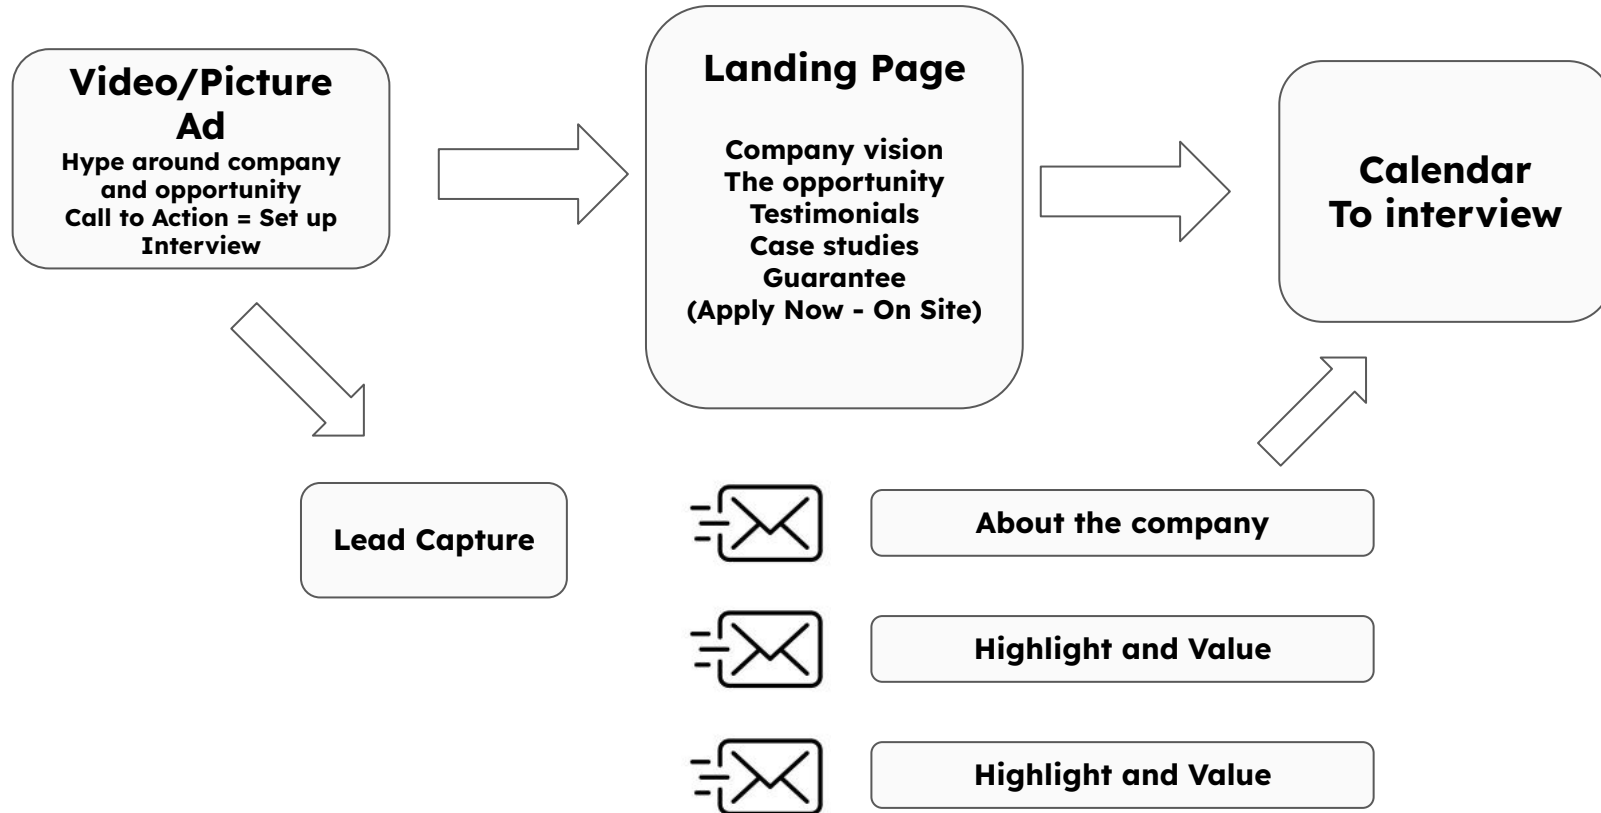 Video/Picture
Ad
Hype around company
and opportunity
Call to Action = Set up
Interview
Landing Page
Company vision
The opportunity
Testimonials
Case studies
Guarantee
(Apply Now - On Site)
Calendar
To interview
Lead Capture
About the company
Highlight and Value
Highlight and Value